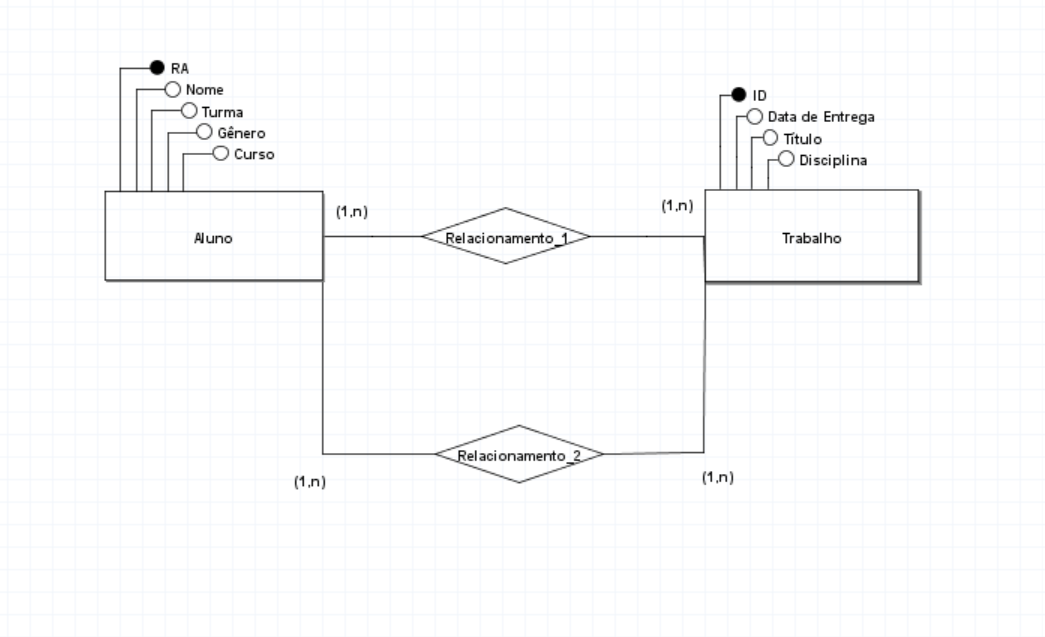 RA
Nome
Turma
Gênero
Curso
ID
Data de Entrega
Título
Disciplina
(1,n)
(1,n)
Aluno
Relacionamento_1
Trabalho
Relacionamento_2
(1,n)
(1,n)